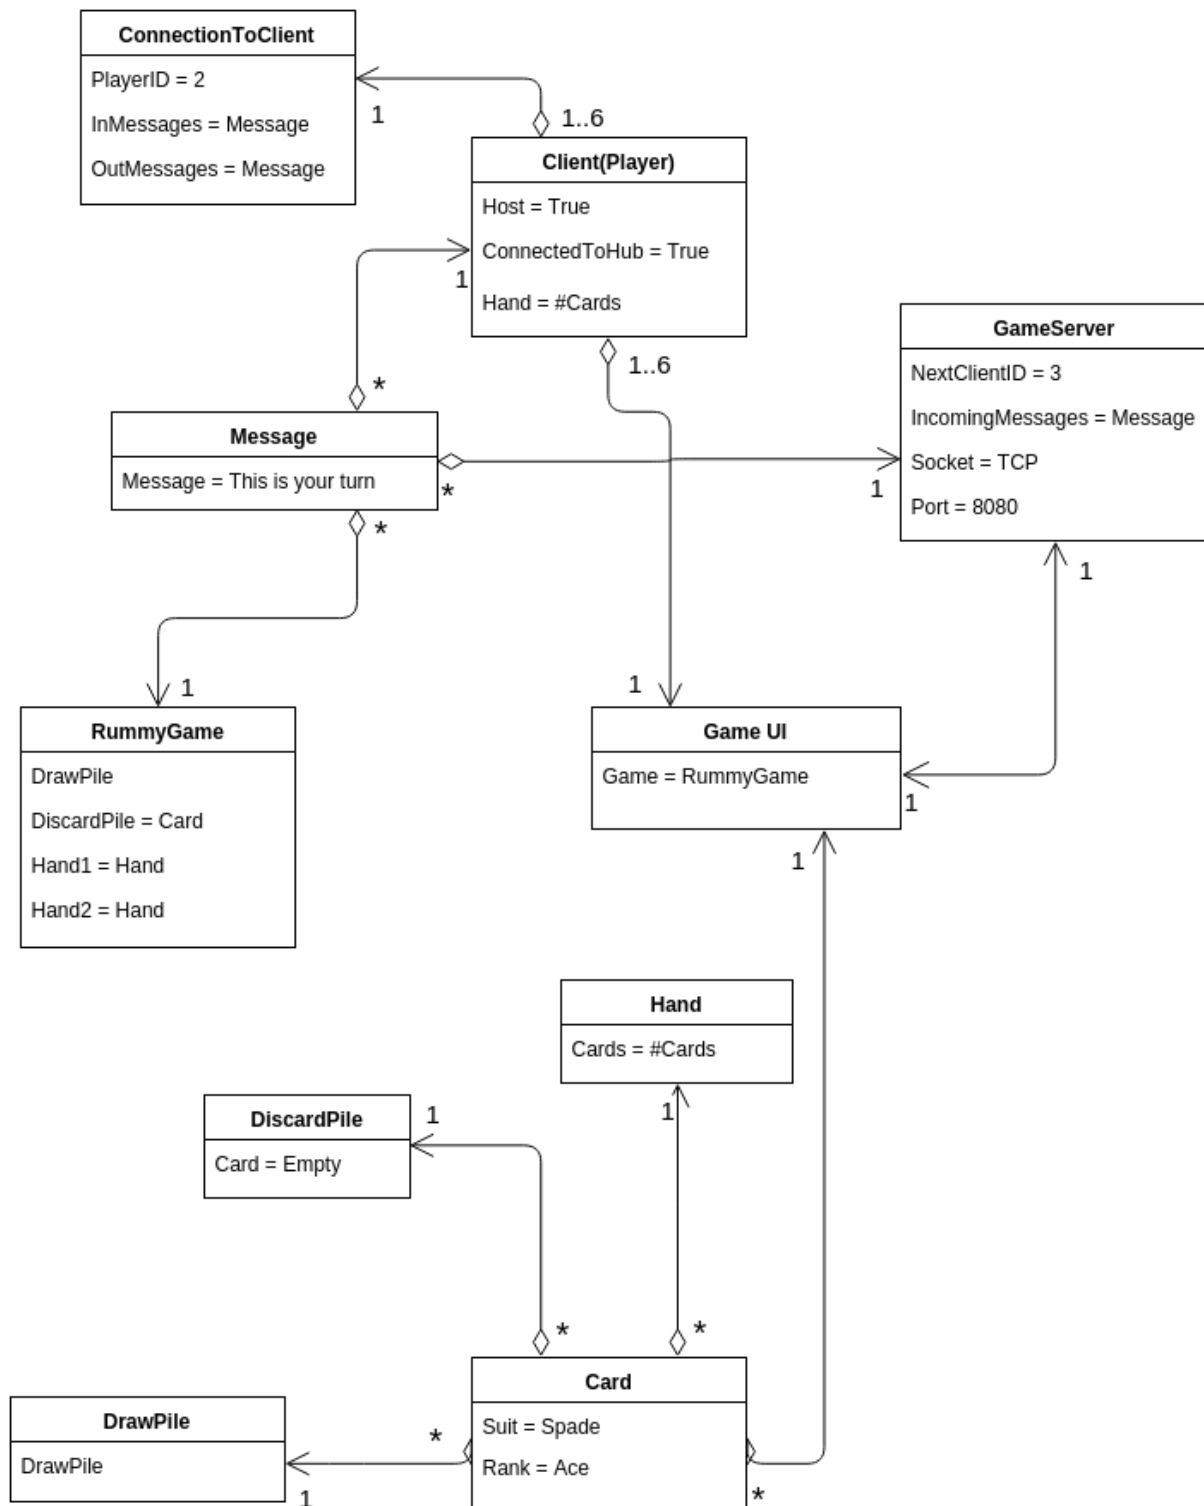 ConnectionToClient
PlayerID = 2
InMessages = Message
OutMessages = Message
1
1..6
Client(Player)
Host = True
ConnectedToHub = True
Hand = #Cards
1
1..6
*
Message
Message = This is your turn
*
*
GameServer
NextClientID = 3
IncomingMessages = Message
Socket = TCP
Port = 8080
1
1
1
RummyGame
DrawPile
DiscardPile = Card
Hand1 = Hand
Hand2 = Hand
1
Game UI
Game = RummyGame
1
1
Hand
Cards = #Cards
1
DiscardPile
Card = Empty
1
*
*
Card
Suit = Spade
Rank = Ace
*
*
DrawPile
DrawPile
1